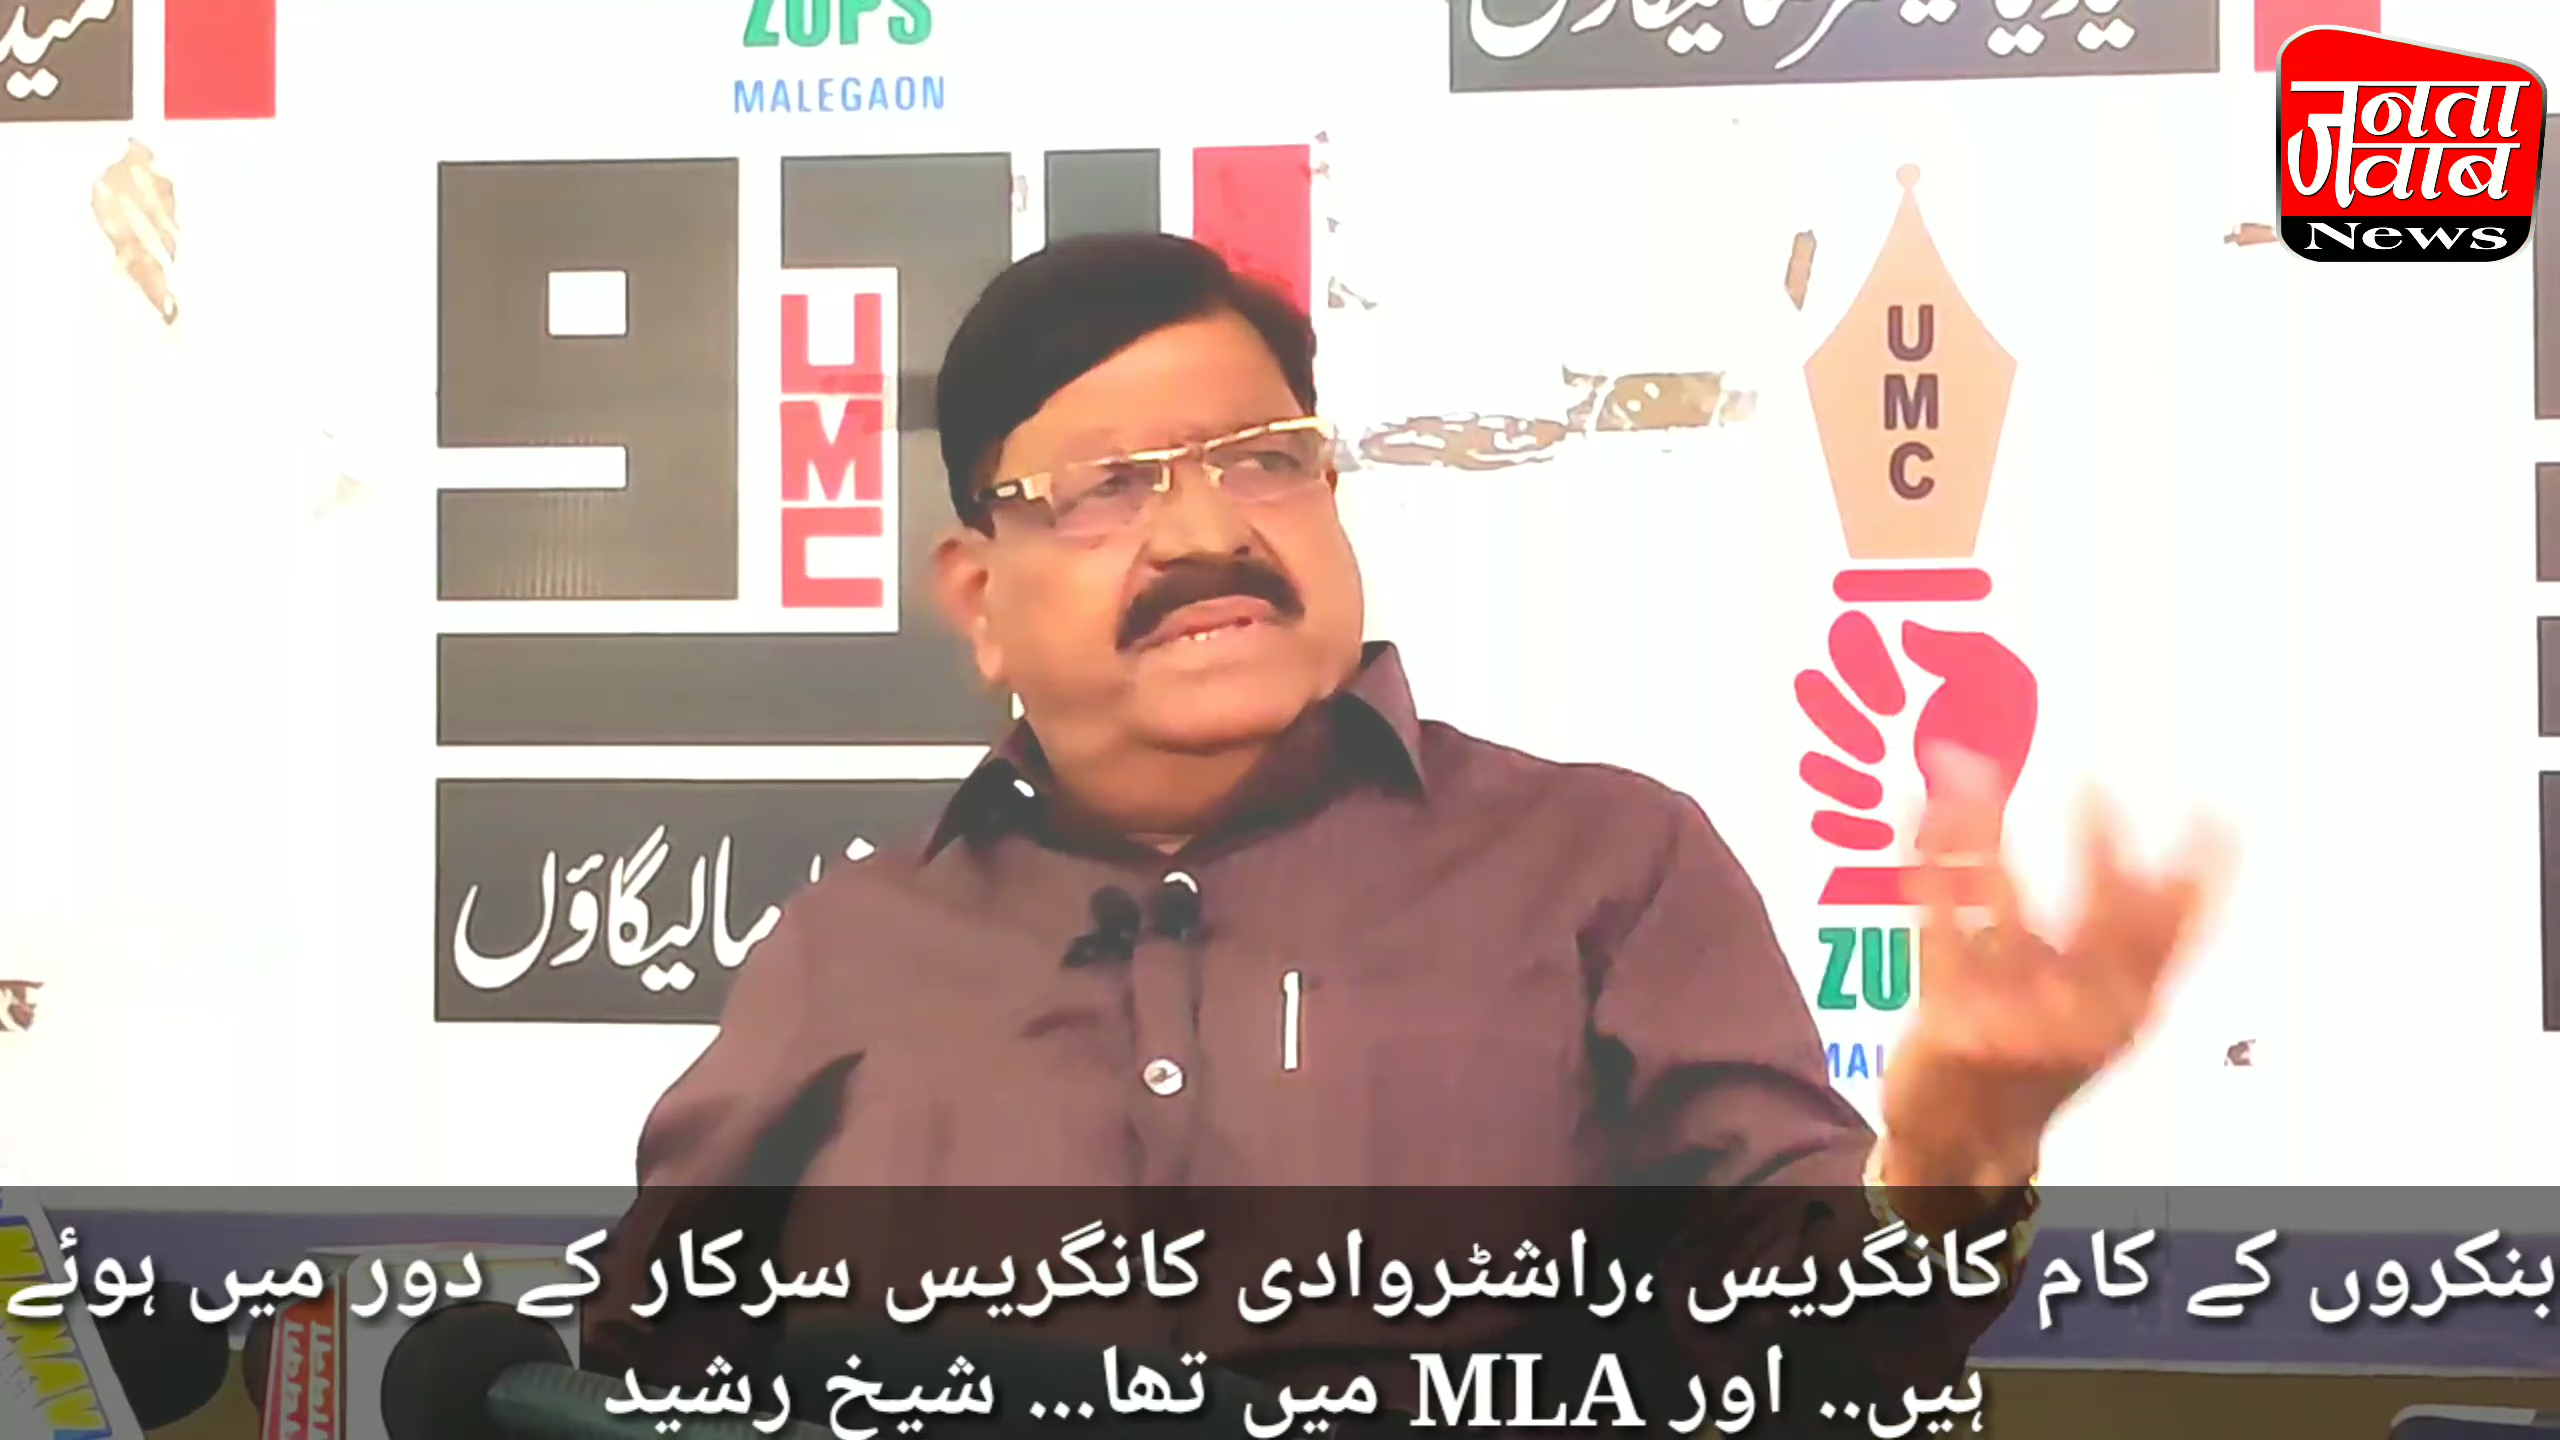 ZUPS
MALEGAON
जनता
जवाब
News
UMC
UMC
مالیگاؤں
ZU
MAL
بنکروں کے کام کانگریس ،راشٹروادی کانگریس سرکار کے دور میں ہوئے
ہیں.. اور MLA میں تھا... شیخ رشید